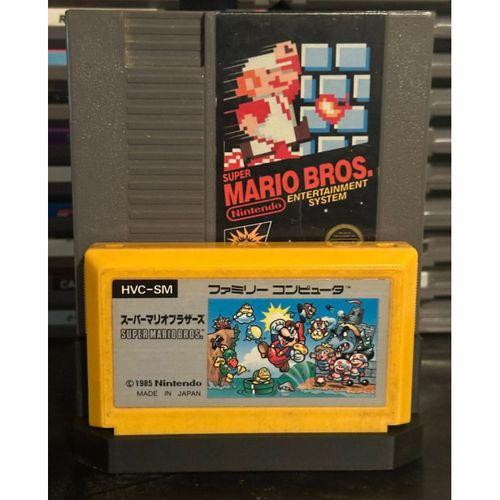 SUPER
MARIO BROS.
Nintendo
ENTERTAINMENT
SYSTEM
HVC-SM
ファミリー コンピュータ™
スーパーマリオブラザーズ
SUPER MARIO BROS.
©1985 Nintendo
MADE IN JAPAN